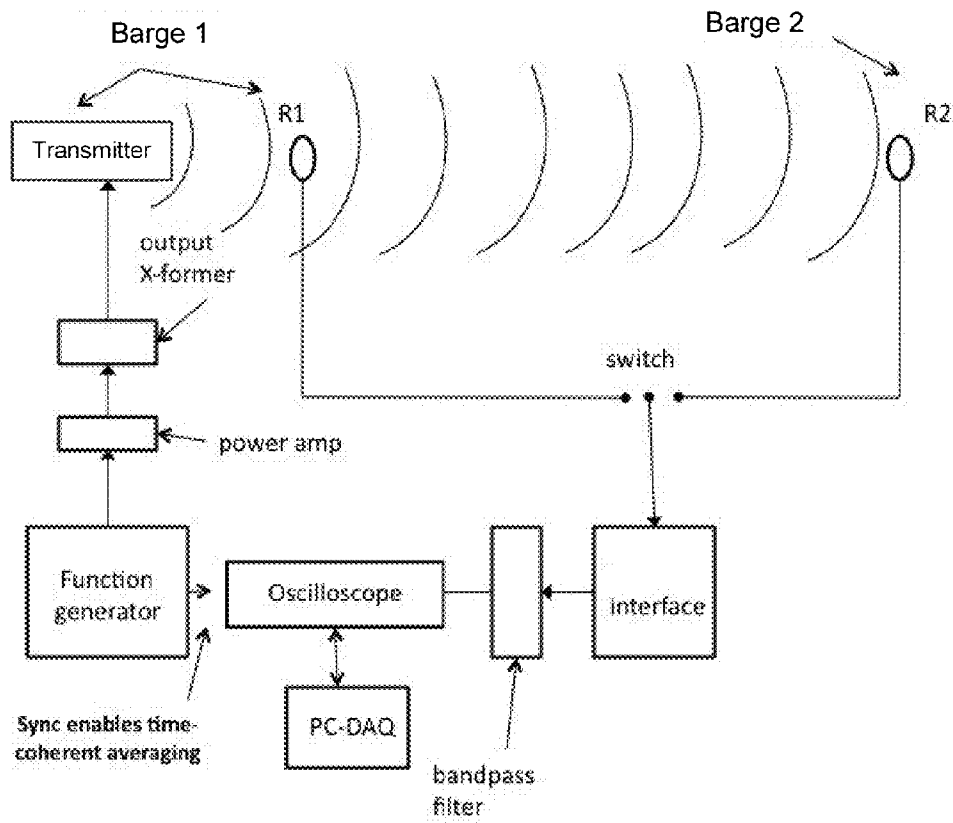 Barge 1
Barge 2
R1
R2
Transmitter
output
X-former
switch
power amp
Function
generator
Oscilloscope
interface
Sync enables time-
coherent averaging
PC-DAQ
bandpass
filter